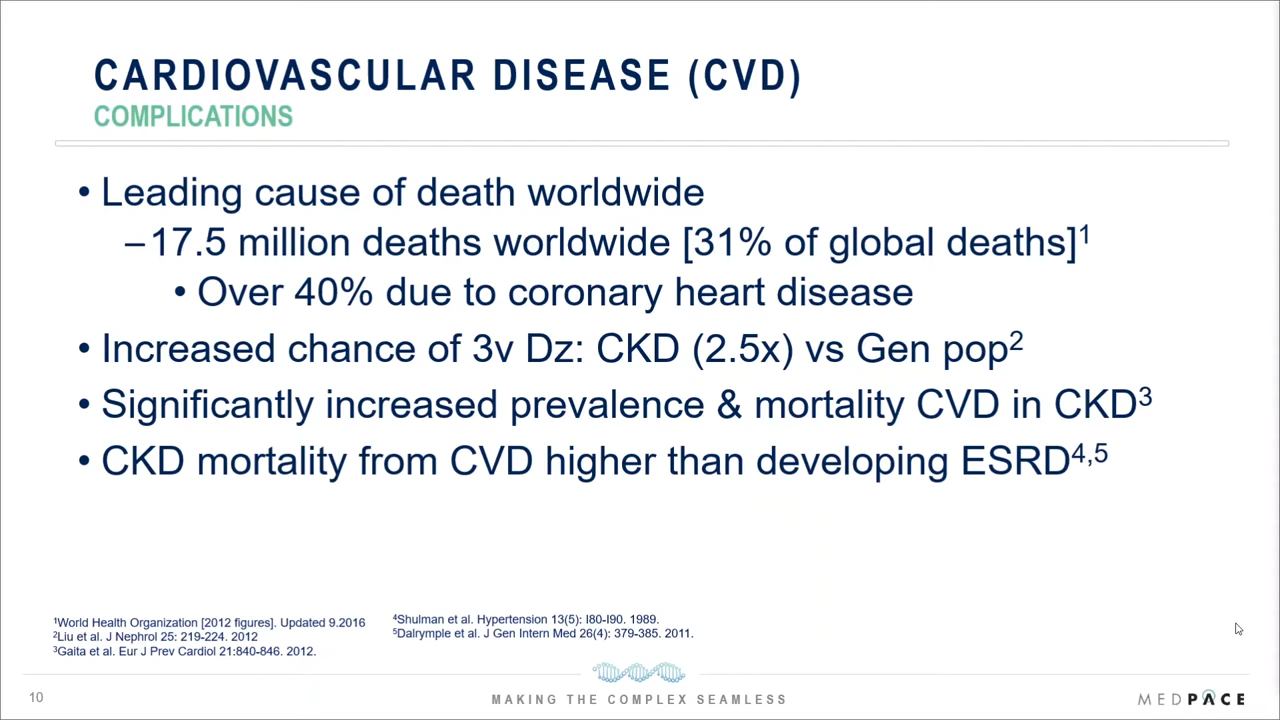 CARDIOVASCULAR DISEASE (CVD)
COMPLICATIONS
• Leading cause of death worldwide
–17.5 million deaths worldwide [31% of global deaths]¹
• Over 40% due to coronary heart disease
• Increased chance of 3v Dz: CKD (2.5x) vs Gen pop²
• Significantly increased prevalence & mortality CVD in CKD³
• CKD mortality from CVD higher than developing ESRD⁴,⁵
¹World Health Organization [2012 figures]. Updated 9.2016
²Liu et al. J Nephrol 25: 219-224. 2012
³Gaita et al. Eur J Prev Cardiol 21:840-846. 2012.
⁴Shulman et al. Hypertension 13(5): I80-I90. 1989.
⁵Dalrymple et al. J Gen Intern Med 26(4): 379-385. 2011.
10
MAKING THE COMPLEX SEAMLESS
MEDPACE